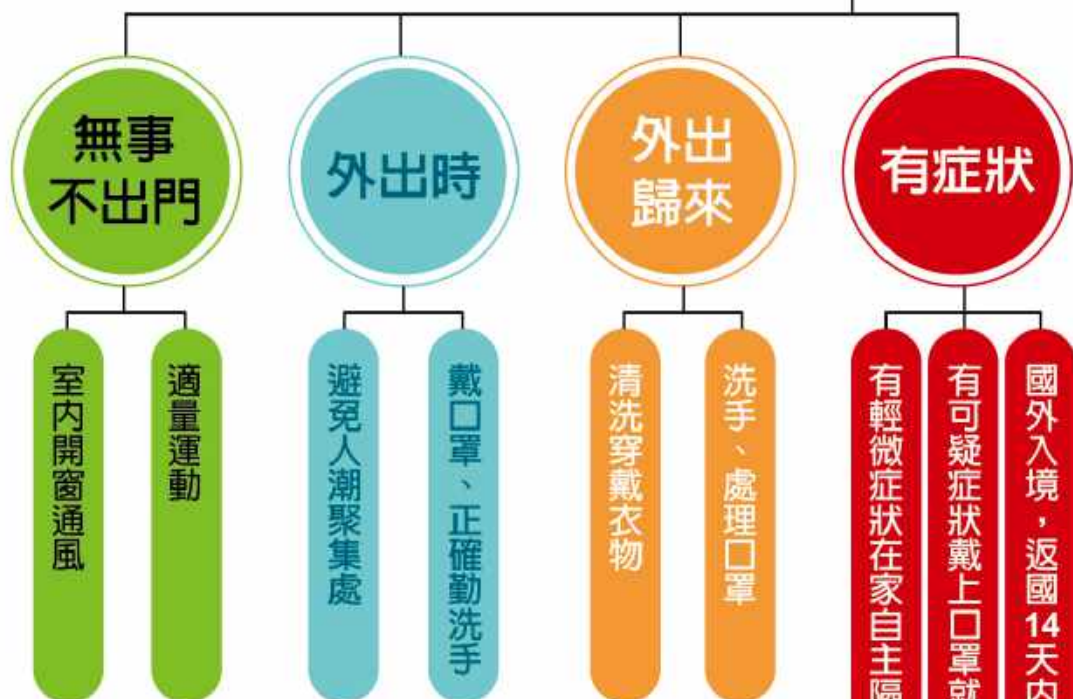 無事
不出門
外出時
外出
歸來
有症狀
室內開窗通風
適量運動
避免人潮聚集處
戴口罩、正確勤洗手
清洗穿戴衣物
洗手、處理口罩
有輕微症狀在家自主隔
有可疑症狀戴上口罩就
國外入境，返國14天內